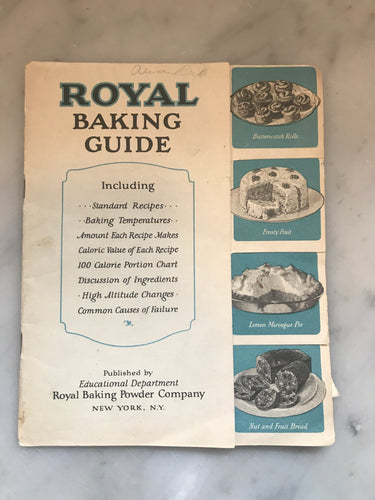 ROYAL
BAKING
GUIDE
Including
···Standard Recipes···
··Baking Temperatures··
Amount Each Recipe Makes
Caloric Value of Each Recipe
100 Calorie Portion Chart
Discussion of Ingredients
·High Altitude Changes·
Common Causes of Failure
Published by
Educational Department
Royal Baking Powder Company
NEW YORK, N.Y.
Butterscotch Rolls
Frosty Fruit
Lemon Meringue Pie
Nut and Fruit Bread